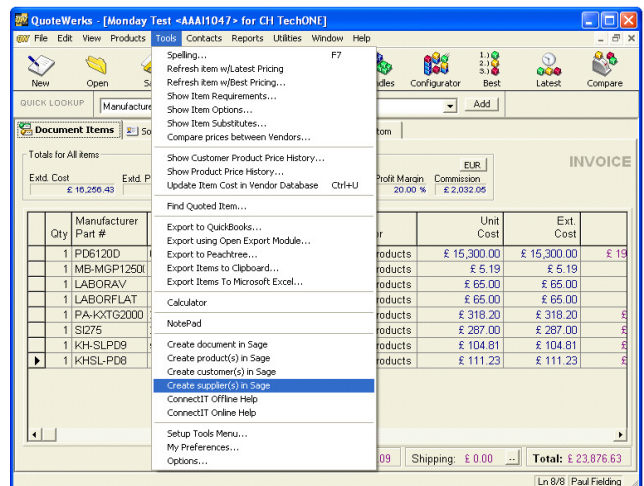 QuoteWerks - [Monday Test <AAAI1047> for CH TechONE]
File Edit View Products Tools Contacts Reports Utilities Window Help
New Open Configurator Best Latest Compare
QUICK LOOKUP Manufacture Add
Document Items
Totals for All items
EUR
INVOICE
Extd. Cost Extd. P Profit Margin Commission
£ 16,256.43 20.00 % £ 2,032.05
Spelling... F7
Refresh item w/Latest Pricing
Refresh item w/Best Pricing...
Show Item Requirements...
Show Item Options...
Show Item Substitutes...
Compare prices between Vendors...
Show Customer Product Price History...
Show Product Price History...
Update Item Cost in Vendor Database Ctrl+U
Find Quoted Item...
Export to QuickBooks...
Export using Open Export Module...
Export to Peachtree...
Export Items to Clipboard...
Export Items To Microsoft Excel...
Calculator
NotePad
Create document in Sage
Create product(s) in Sage
Create customer(s) in Sage
Create supplier(s) in Sage
ConnectIT Offline Help
ConnectIT Online Help
Setup Tools Menu...
My Preferences...
Options...
Qty Manufacturer Part # Unit Cost Ext. Cost
1 PD6120D roducts £ 15,300.00 £ 15,300.00 £ 19
1 MB-MGP1250( roducts £ 5.19 £ 5.19
1 LABORAV roducts £ 65.00 £ 65.00
1 LABORFLAT roducts £ 65.00 £ 65.00
1 PA-KXTG2000 roducts £ 318.20 £ 318.20 £
1 SI275 roducts £ 287.00 £ 287.00 £
1 KH-SLPD9 roducts £ 104.81 £ 104.81 £
1 KHSL-PD8 roducts £ 111.23 £ 111.23 £
.09 Shipping: £ 0.00 Total: £ 23,876.63
Ln 8/8 Paul Fielding